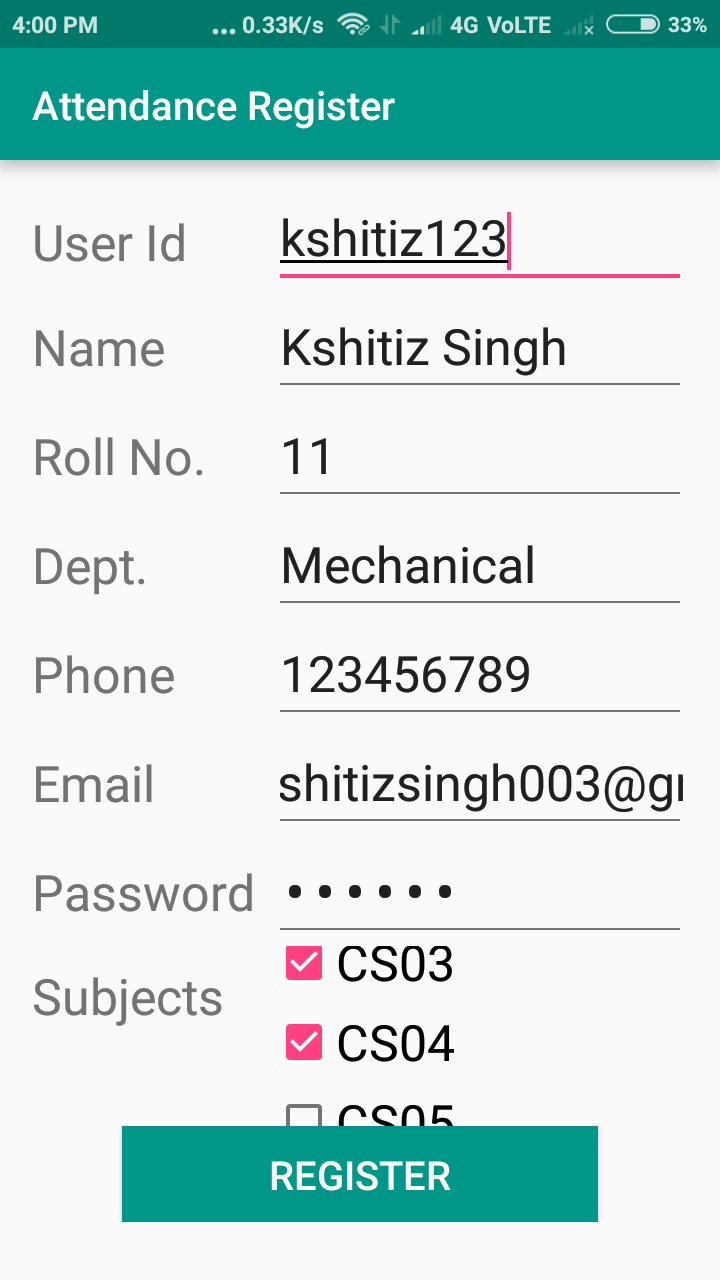 4:00 PM ... 0.33K/s 4G VoLTE 33%
Attendance Register
User Id kshitiz123
Name Kshitiz Singh
Roll No. 11
Dept. Mechanical
Phone 123456789
Email shitizsingh003@g
Password ••••••
CS03
Subjects
CS04
CS05
REGISTER